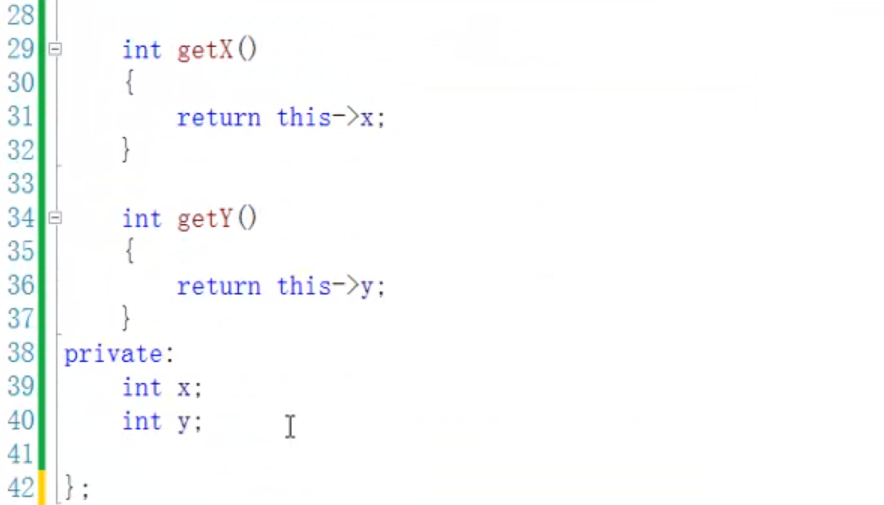 28
29 int getX()
30 {
31 return this->x;
32 }
33
34 int getY()
35 {
36 return this->y;
37 }
38 private:
39 int x;
40 int y;
41
42 };